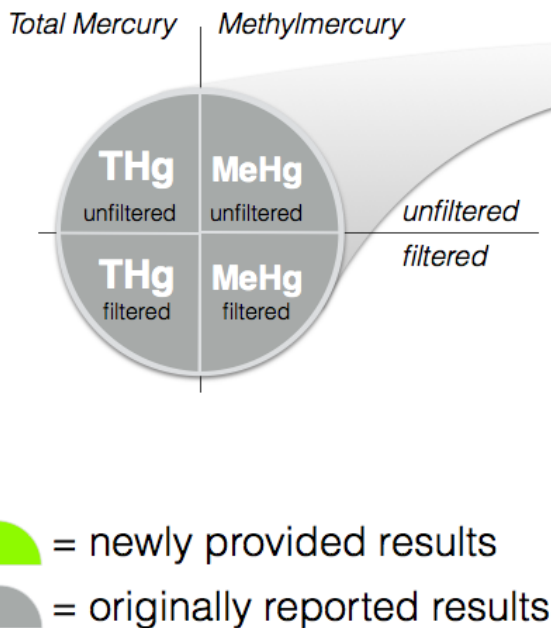 Total Mercury
Methylmercury
THg
MeHg
unfiltered
unfiltered
unfiltered
filtered
THg
MeHg
filtered
filtered
= newly provided results
= originally reported results